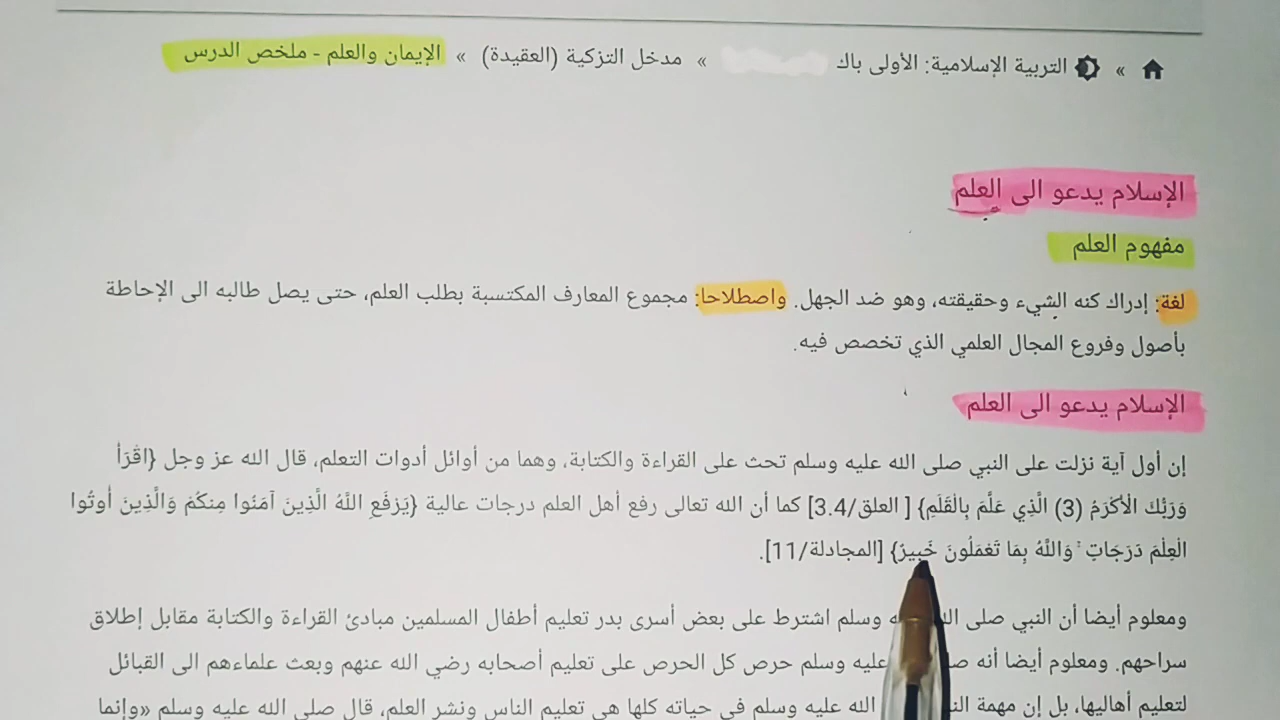 » التربية الإسلامية: الأولى باك » مدخل التزكية (العقيدة) » الإيمان والعلم - ملخص الدرس
الإسلام يدعو الى العلم
مفهوم العلم
لغة: إدراك كنه الشيء وحقيقته، وهو ضد الجهل. واصطلاحا: مجموع المعارف المكتسبة بطلب العلم، حتى يصل طالبه الى الإحاطة
بأصول وفروع المجال العلمي الذي تخصص فيه.
الإسلام يدعو الى العلم
إن أول آية نزلت على النبي صلى الله عليه وسلم تحث على القراءة والكتابة، وهما من أوائل أدوات التعلم، قال الله عز وجل {اقْرَأْ
وَرَبُّكَ الْأَكْرَمُ (3) الَّذِي عَلَّمَ بِالْقَلَمِ} [ العلق/3.4] كما أن الله تعالى رفع أهل العلم درجات عالية {يَرْفَعِ اللَّهُ الَّذِينَ آمَنُوا مِنكُمْ وَالَّذِينَ أُوتُوا
الْعِلْمَ دَرَجَاتٍ ۚ وَاللَّهُ بِمَا تَعْمَلُونَ خَبِيرٌ} [المجادلة/11].
ومعلوم أيضا أن النبي صلى وسلم اشترط على بعض أسرى بدر تعليم أطفال المسلمين مبادئ القراءة والكتابة مقابل إطلاق
سراحهم. ومعلوم أيضا أنه عليه وسلم حرص كل الحرص على تعليم أصحابه رضي الله عنهم وبعث علماءهم الى القبائل
لتعليم أهاليها، بل إن مهمة الله عليه وسلم في حياته كلها هي تعليم الناس ونشر العلم، قال صلى الله عليه وسلم «وإنما